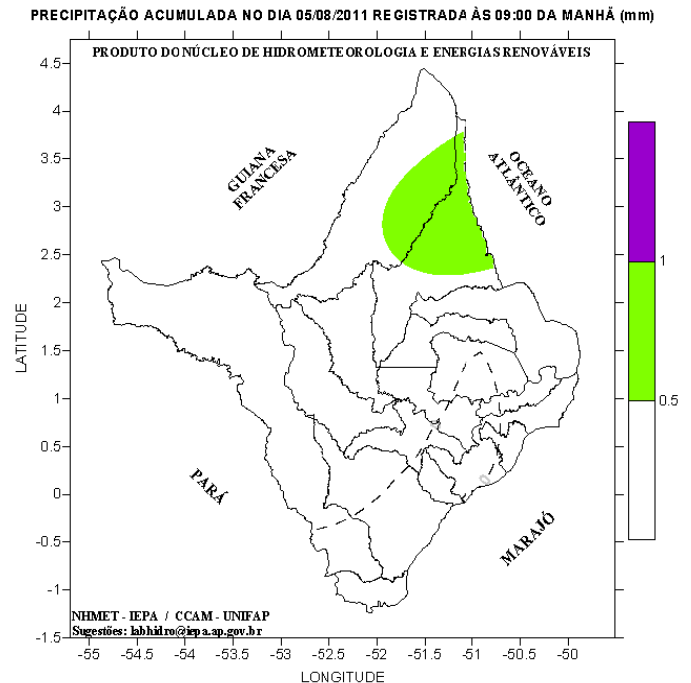 PRECIPITAÇÃO ACUMULADA NO DIA 05/08/2011 REGISTRADA ÀS 09:00 DA MANHÃ (mm)
PRODUTO DO NÚCLEO DE HIDROMETEOROLOGIA E ENERGIAS RENOVÁVEIS
4.5
4
3.5
3
2.5
2
1.5
1
0.5
0
-0.5
-1
-1.5
LATITUDE
GUIANA
FRANCESA
OCEANO
ATLÂNTICO
1
0.5
PARÁ
MARAJÓ
0
NHMET - IEPA / CCAM - UNIFAP
Sugestões: labhidro@iepa.ap.gov.br
-55 -54.5 -54 -53.5 -53 -52.5 -52 -51.5 -51 -50.5 -50
LONGITUDE